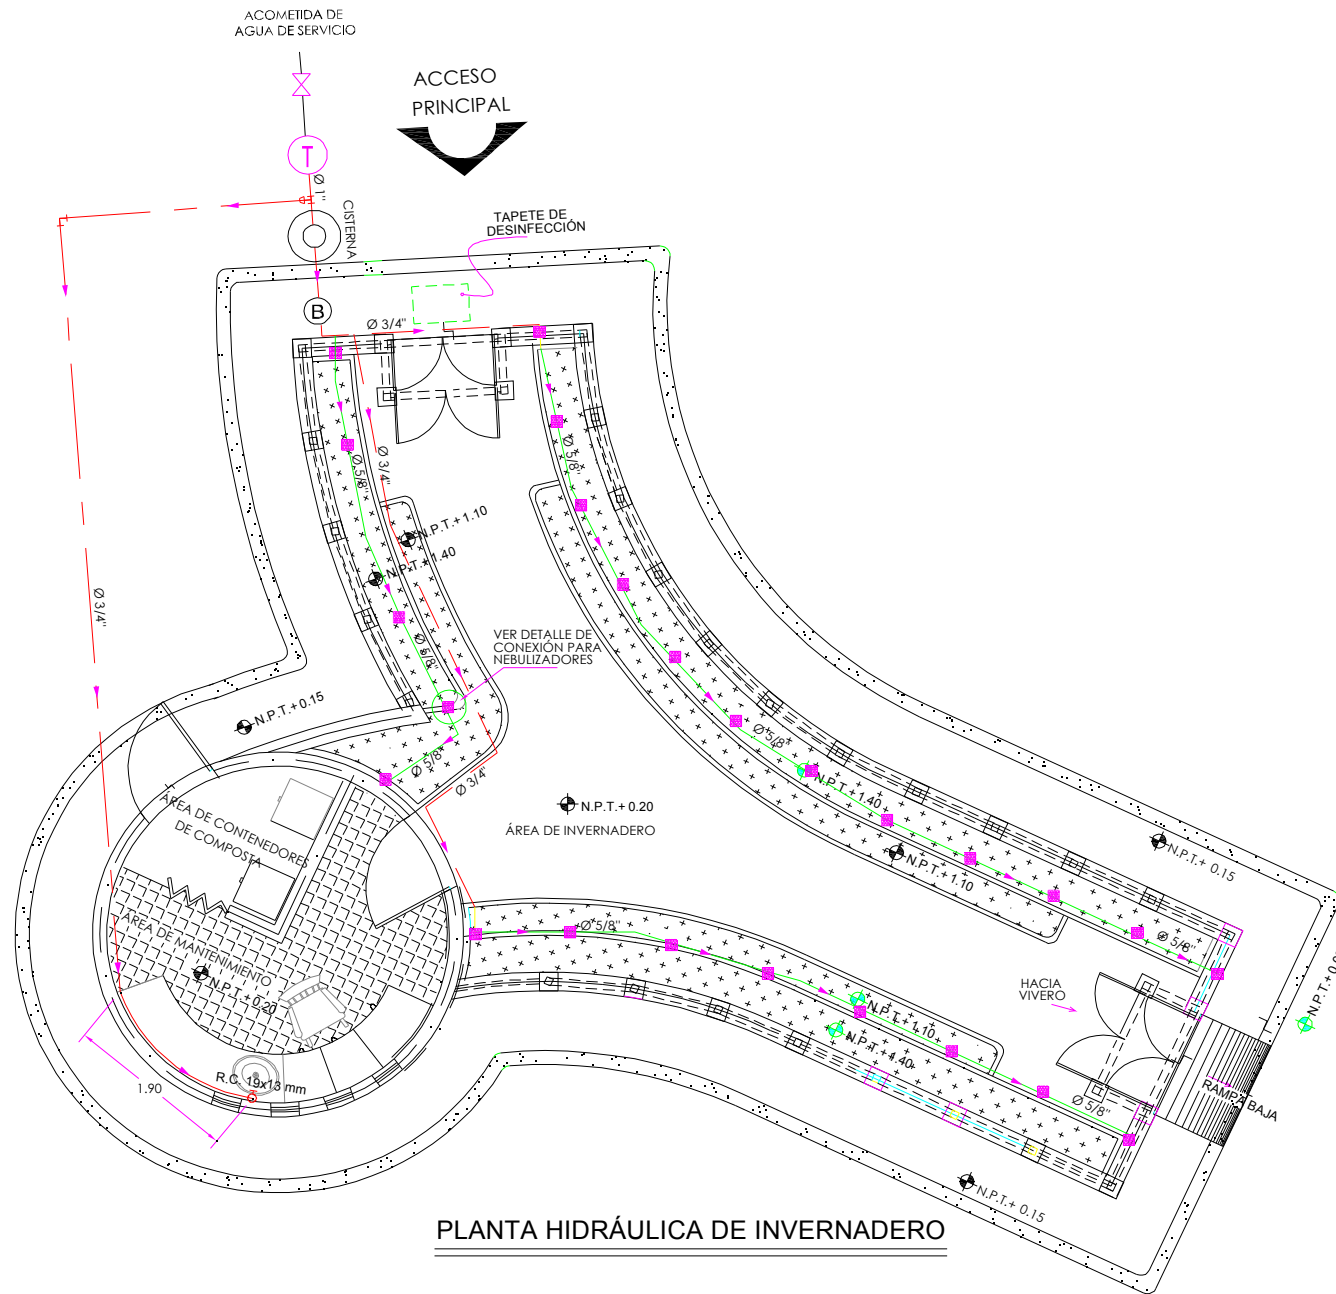 ACOMETIDA DE
AGUA DE SERVICIO
ACCESO
PRINCIPAL
T
Ø 1"
CISTERNA
TAPETE DE
DESINFECCIÓN
B
Ø 3/4"
Ø 3/4"
Ø 5/8"
Ø 5/8"
N.P.T.+1.10
N.P.T.+1.40
Ø 3/4"
VER DETALLE DE
CONEXIÓN PARA
NEBULIZADORES
Ø 5/8"
N.P.T.+0.15
Ø 5/8"
Ø 5/8"
Ø 3/4"
N.P.T.+1.40
N.P.T.+0.20
ÁREA DE INVERNADERO
ÁREA DE CONTENEDORES
DE COMPOSTA
N.P.T.+ 0.15
N.P.T.+1.10
ÁREA DE MANTENIMIENTO
N.P.T.+0.20
Ø 5/8"
Ø 5/8"
HACIA
VIVERO
N.P.T.+0.0
N.P.T.+1.10
N.P.T.+1.40
R.C. 19x13 mm
1.90
Ø 5/8"
RAMPA BAJA
N.P.T.+ 0.15
PLANTA HIDRÁULICA DE INVERNADERO